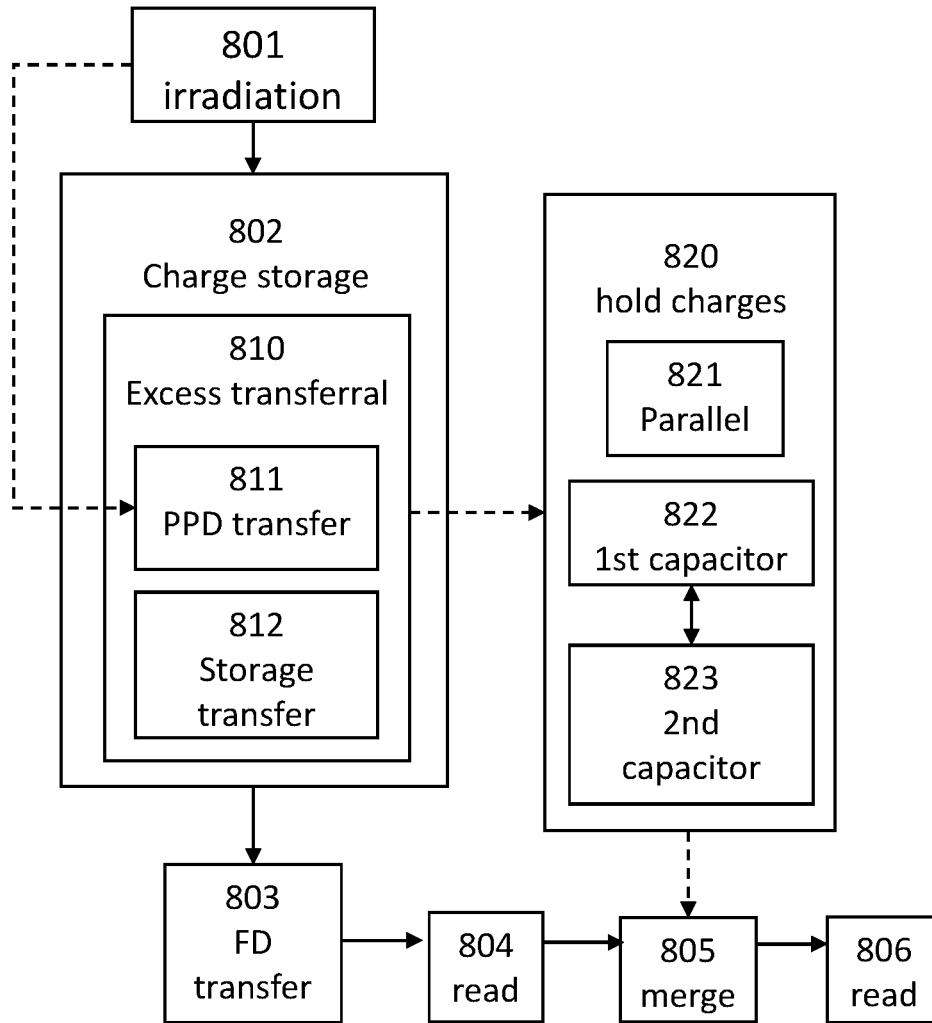 801
irradiation
802
Charge storage
810
Excess transferral
811
PPD transfer
812
Storage
transfer
820
hold charges
821
Parallel
822
1st capacitor
823
2nd
capacitor
803
FD
transfer
804
read
805
merge
806
read